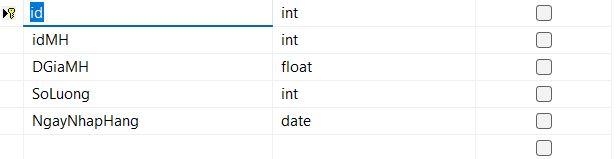 id int
idMH int
DGiaMH float
SoLuong int
NgayNhapHang date